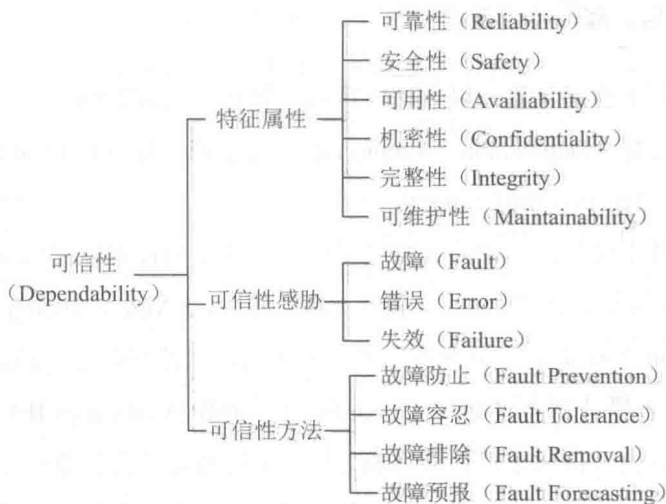 可靠性（Reliability）
安全性（Safety）
特征属性
可用性（Availiability）
机密性（Confidentiality）
完整性（Integrity）
可维护性（Maintainability）
可信性
（Dependability）
故障（Fault）
可信性感胁
错误（Error）
失效（Failure）
故障防止（Fault Prevention）
故障容忍（Fault Tolerance）
可信性方法
故障排除（Fault Removal）
故障预报（Fault Forecasting）